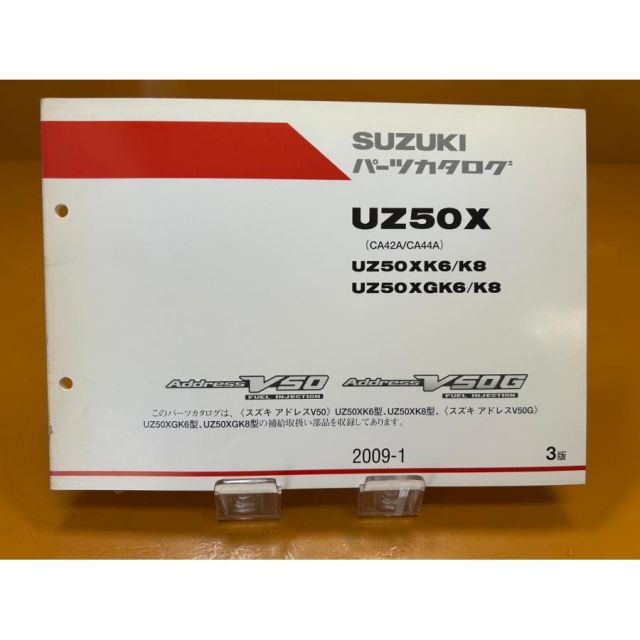 SUZUKI
パーツカタログ
UZ50X
(CA42A/CA44A)
UZ50XK6/K8
UZ50XGK6/K8
Address V50 Address V50G
FUEL INJECTION FUEL INJECTION
このパーツカタログは、《スズキ アドレスV50》UZ50XK6型、UZ50XK8型、《スズキ アドレスV50G》
UZ50XGK6型、UZ50XGK8型の補給取扱い部品を収録してあります。
2009-1 3版